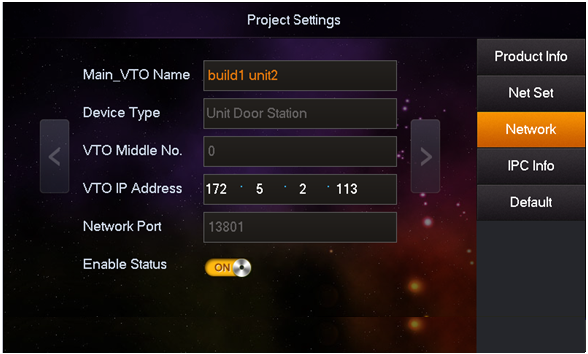 Project Settings
Main_VTO Name build1 unit2
Device Type Unit Door Station
VTO Middle No. 0
VTO IP Address 172 . 5 . 2 . 113
Network Port 13801
Enable Status ON
Product Info
Net Set
Network
IPC Info
Default